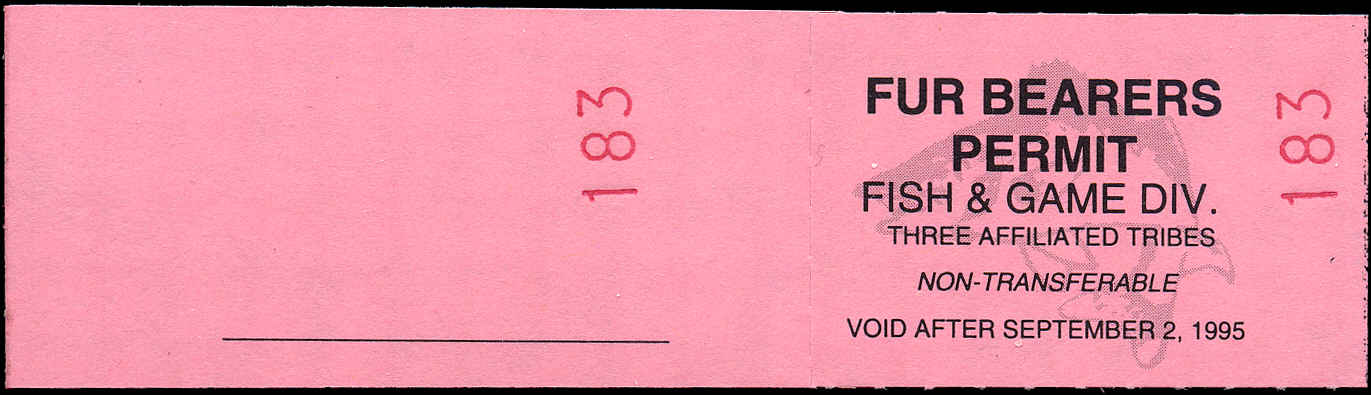 183
FUR BEARERS
PERMIT
FISH & GAME DIV.
THREE AFFILIATED TRIBES
NON-TRANSFERABLE
VOID AFTER SEPTEMBER 2, 1995
183